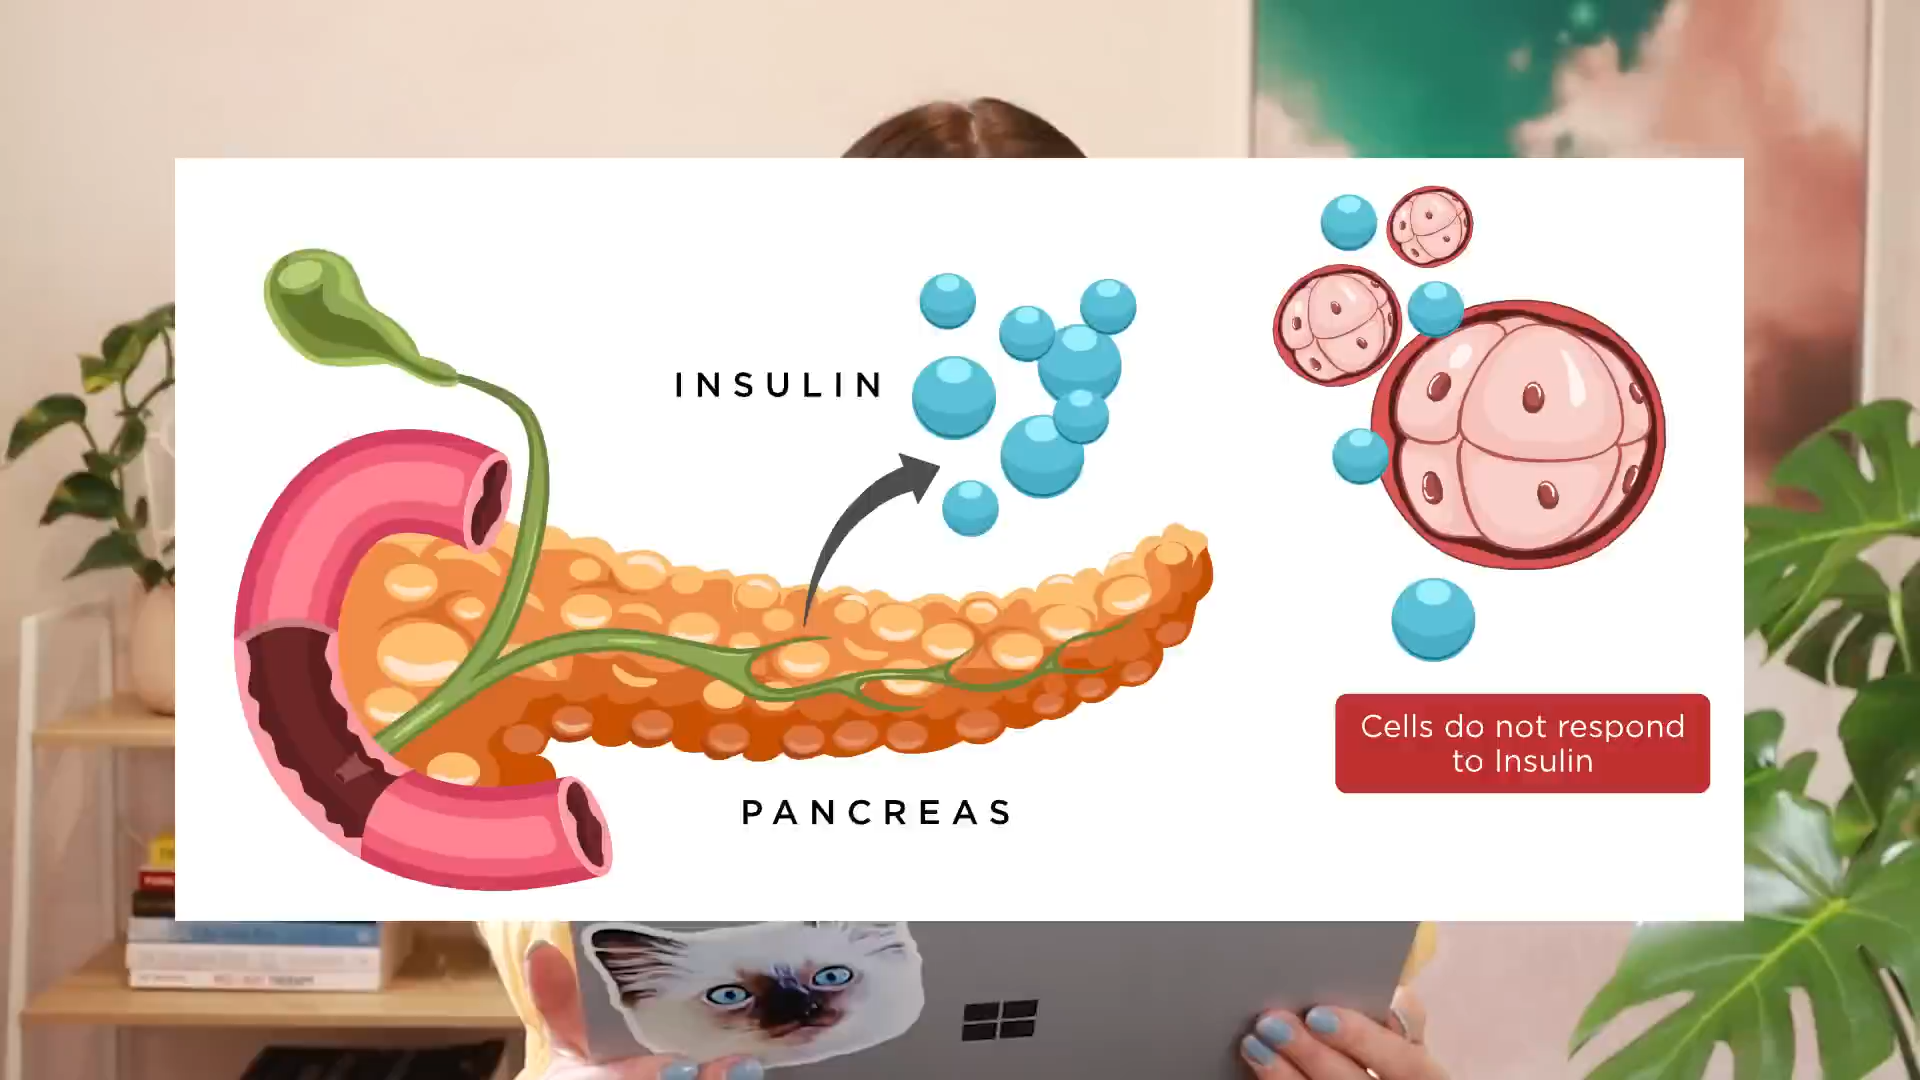 INSULIN
PANCREAS
Cells do not respond
to Insulin